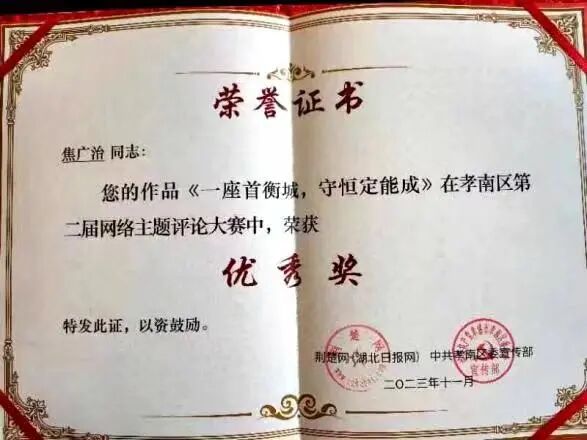 荣誉证书
焦广治 同志：
您的作品《一座首衡城，守恒定能成》在孝南区第
二届网络主题评论大赛中，荣获
优秀奖
特发此证，以资鼓励。
荆楚网（湖北日报网） 中共孝南区委宣传部
二〇二三年十一月
宣传部